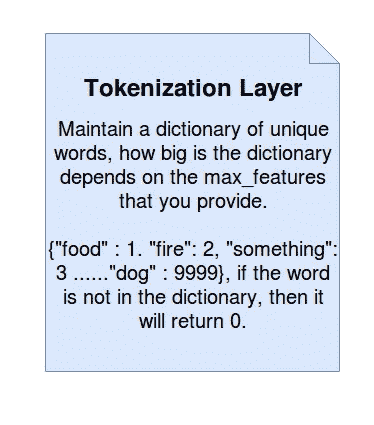 Tokenization Layer
Maintain a dictionary of unique
words, how big is the dictionary
depends on the max_features
that you provide.
{"food" : 1. "fire": 2, "something":
3 ......"dog" : 9999}, if the word
is not in the dictionary, then it
will return 0.